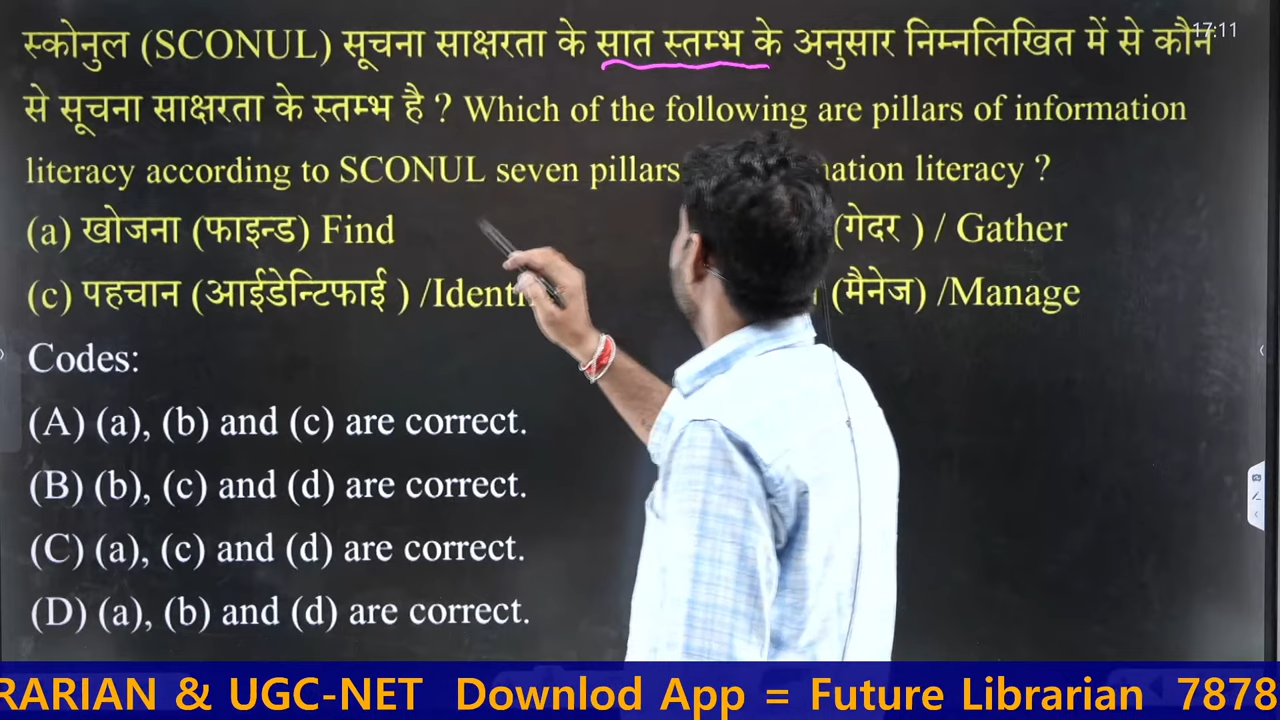 17:11
स्कोनुल (SCONUL) सूचना साक्षरता के सात स्तम्भ के अनुसार निम्नलिखित में से कौन
से सूचना साक्षरता के स्तम्भ है ? Which of the following are pillars of information
literacy according to SCONUL seven pillars literacy ?
(a) खोजना (फाइन्ड) Find (गेदर ) / Gather
(c) पहचान (आईडेन्टिफाई ) / (मैनेज) /Manage
Codes:
(A) (a), (b) and (c) are correct.
(B) (b), (c) and (d) are correct.
(C) (a), (c) and (d) are correct.
(D) (a), (b) and (d) are correct.
& UGC-NET Downlod App = Future Librarian 7878